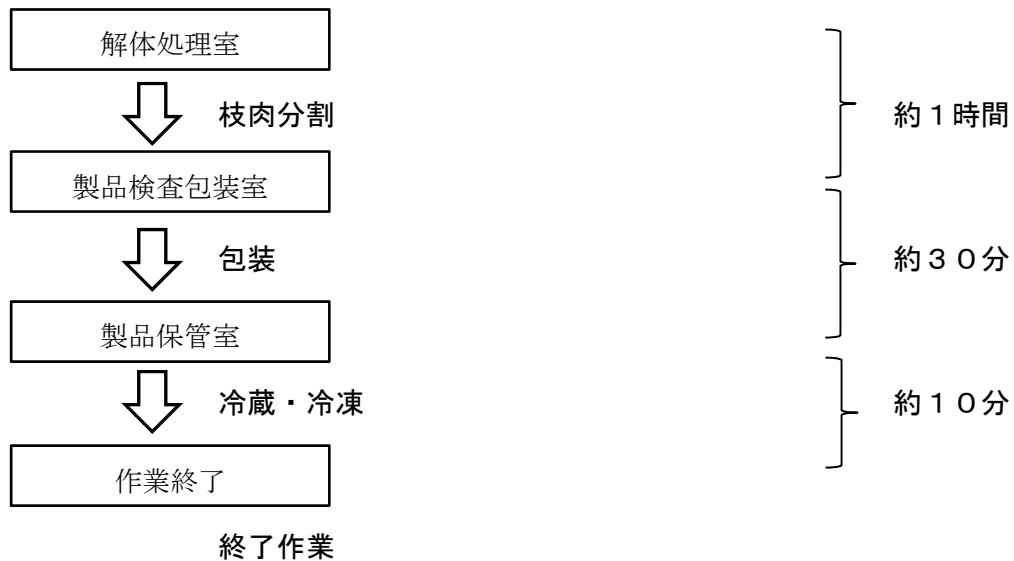 解体処理室
枝肉分割
約１時間
製品検査包装室
包装
約３０分
製品保管室
冷蔵・冷凍
約１０分
作業終了
終了作業